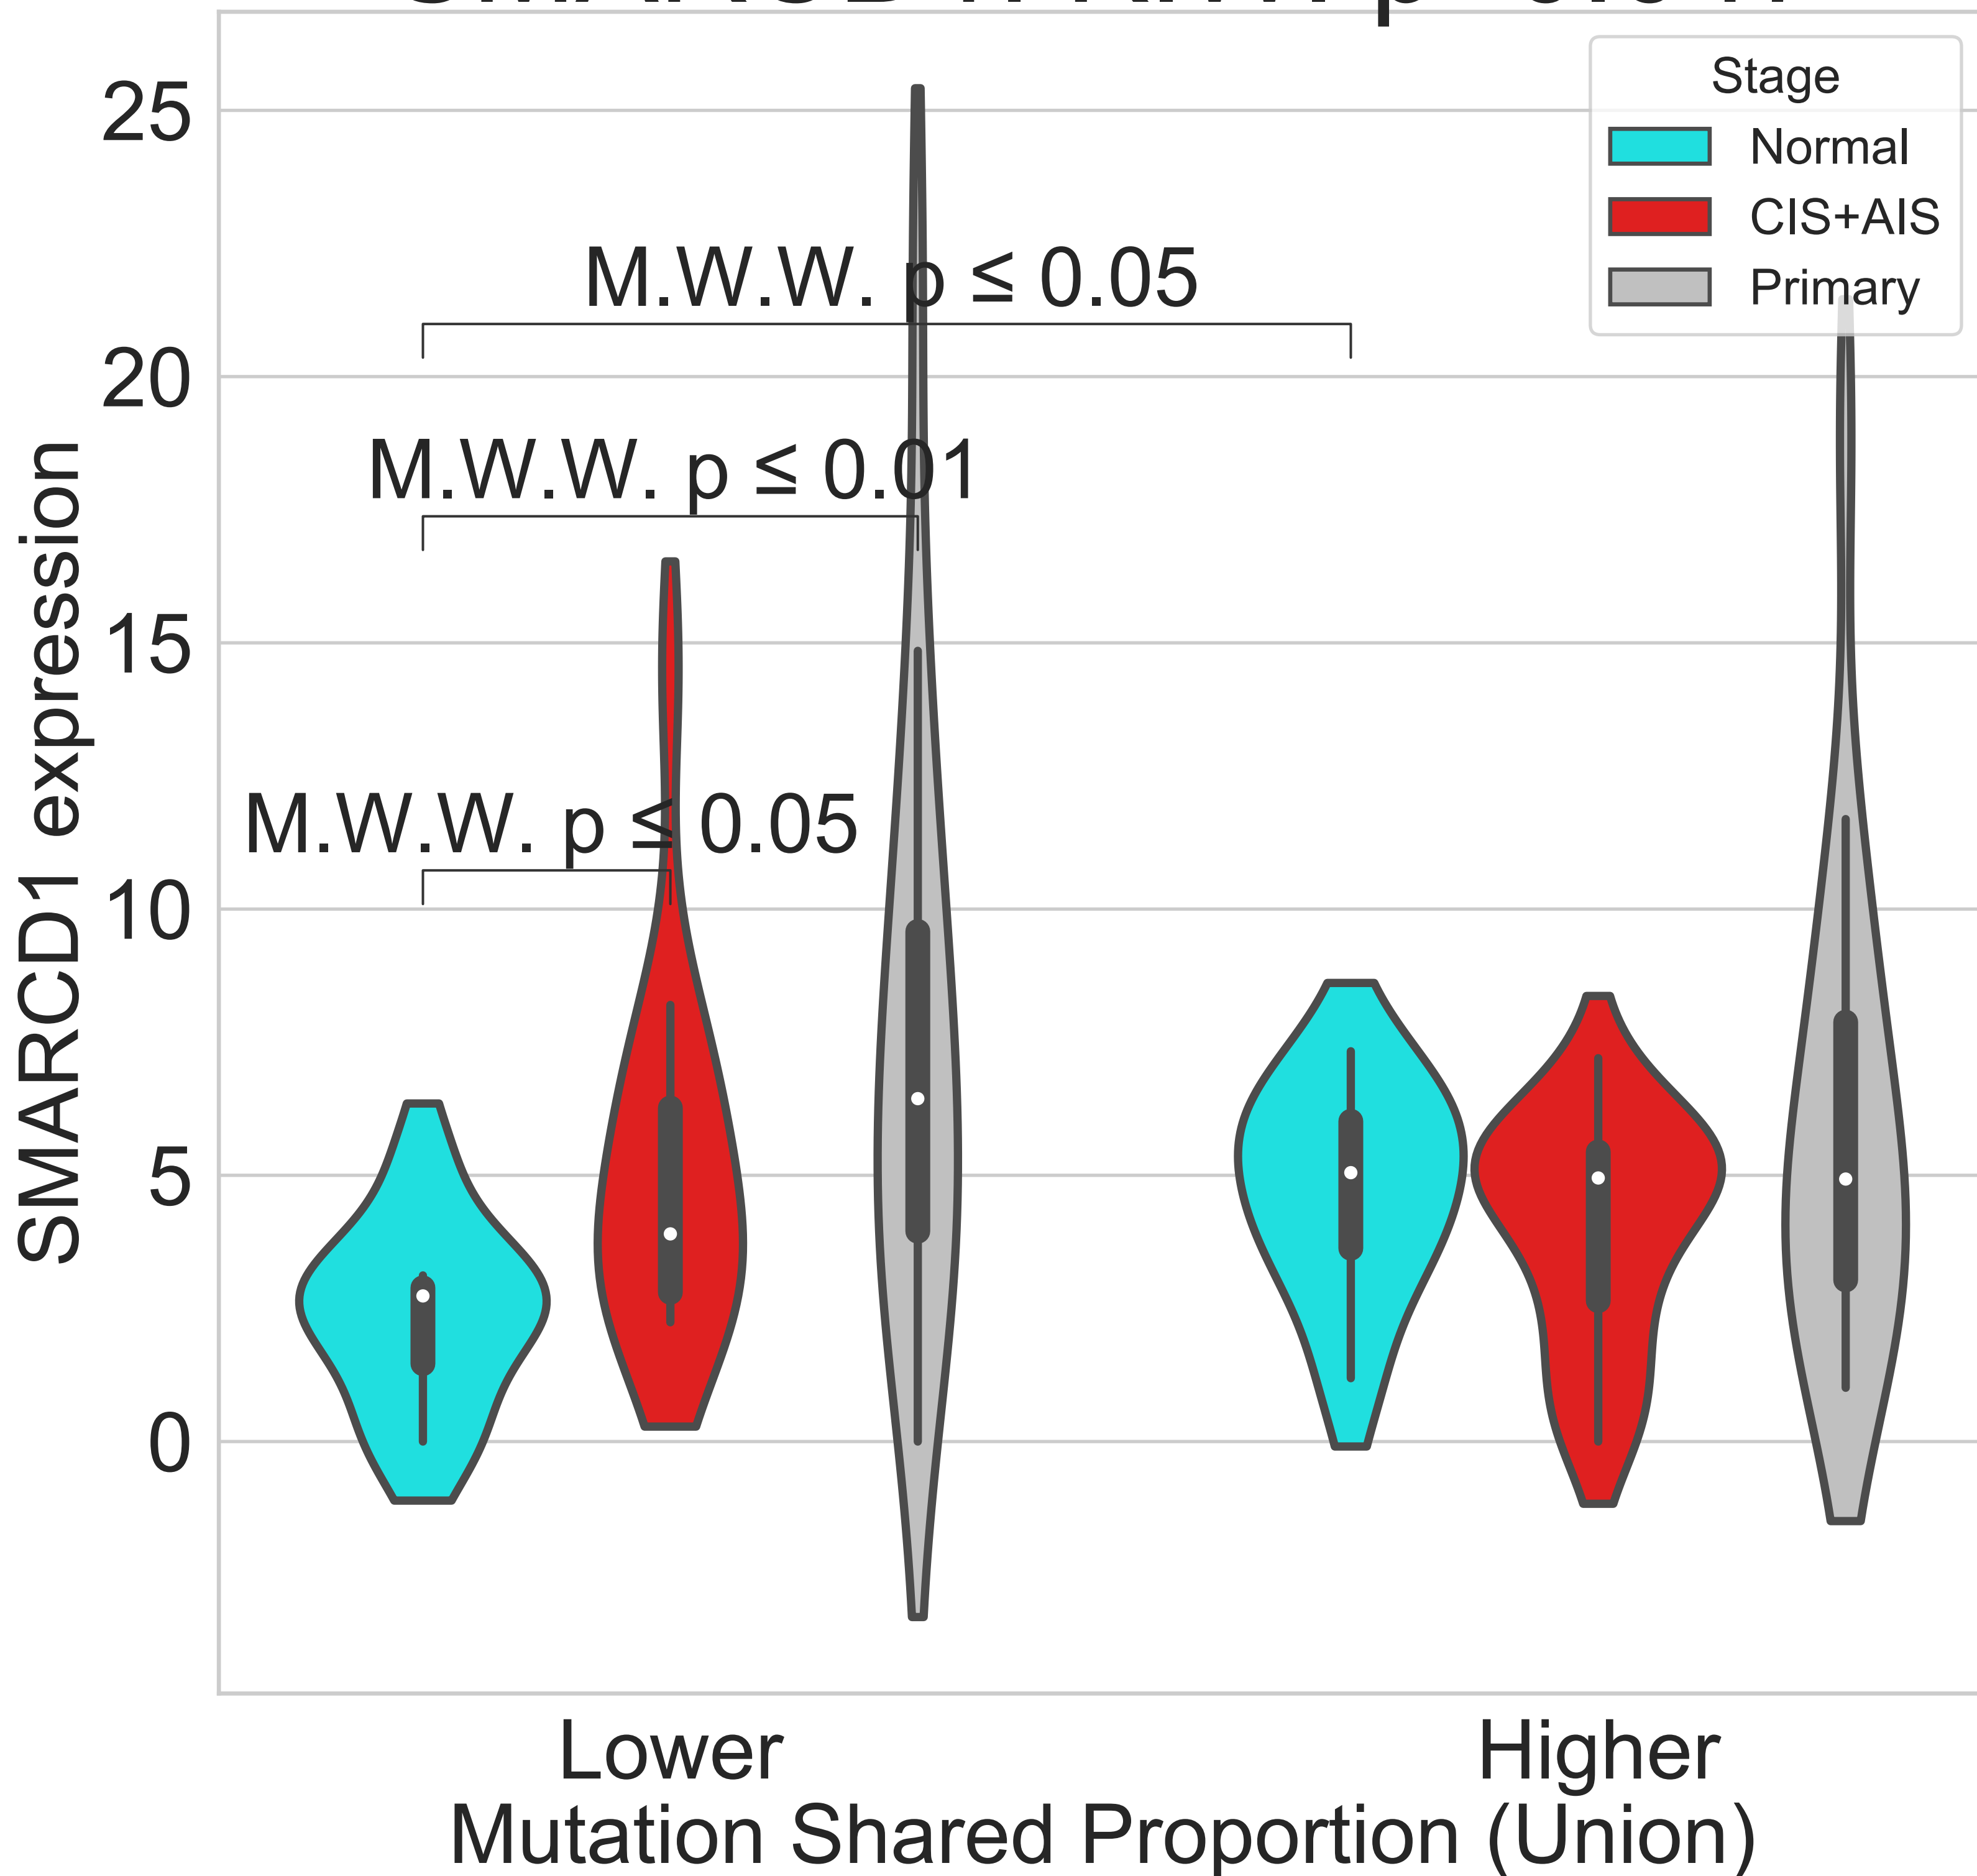 Stage
Normal
CIS+AIS
Primary
M.W.W. p ≤ 0.05
M.W.W. p ≤ 0.01
M.W.W. p ≤ 0.05
SMARCD1 expression
25
20
15
10
5
0
Lower
Higher
Mutation Shared Proportion (Union)